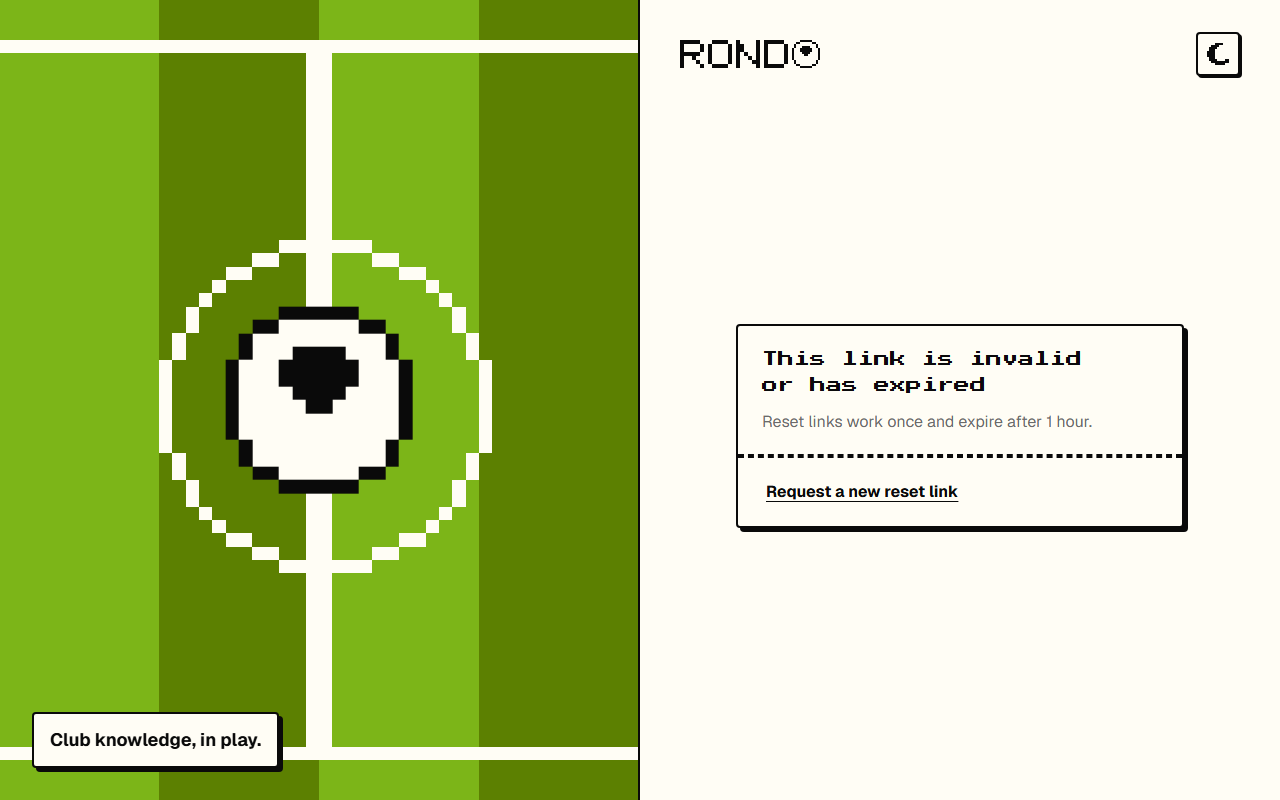 ROND
This link is invalid
or has expired
Reset links work once and expire after 1 hour.
Request a new reset link
Club knowledge, in play.